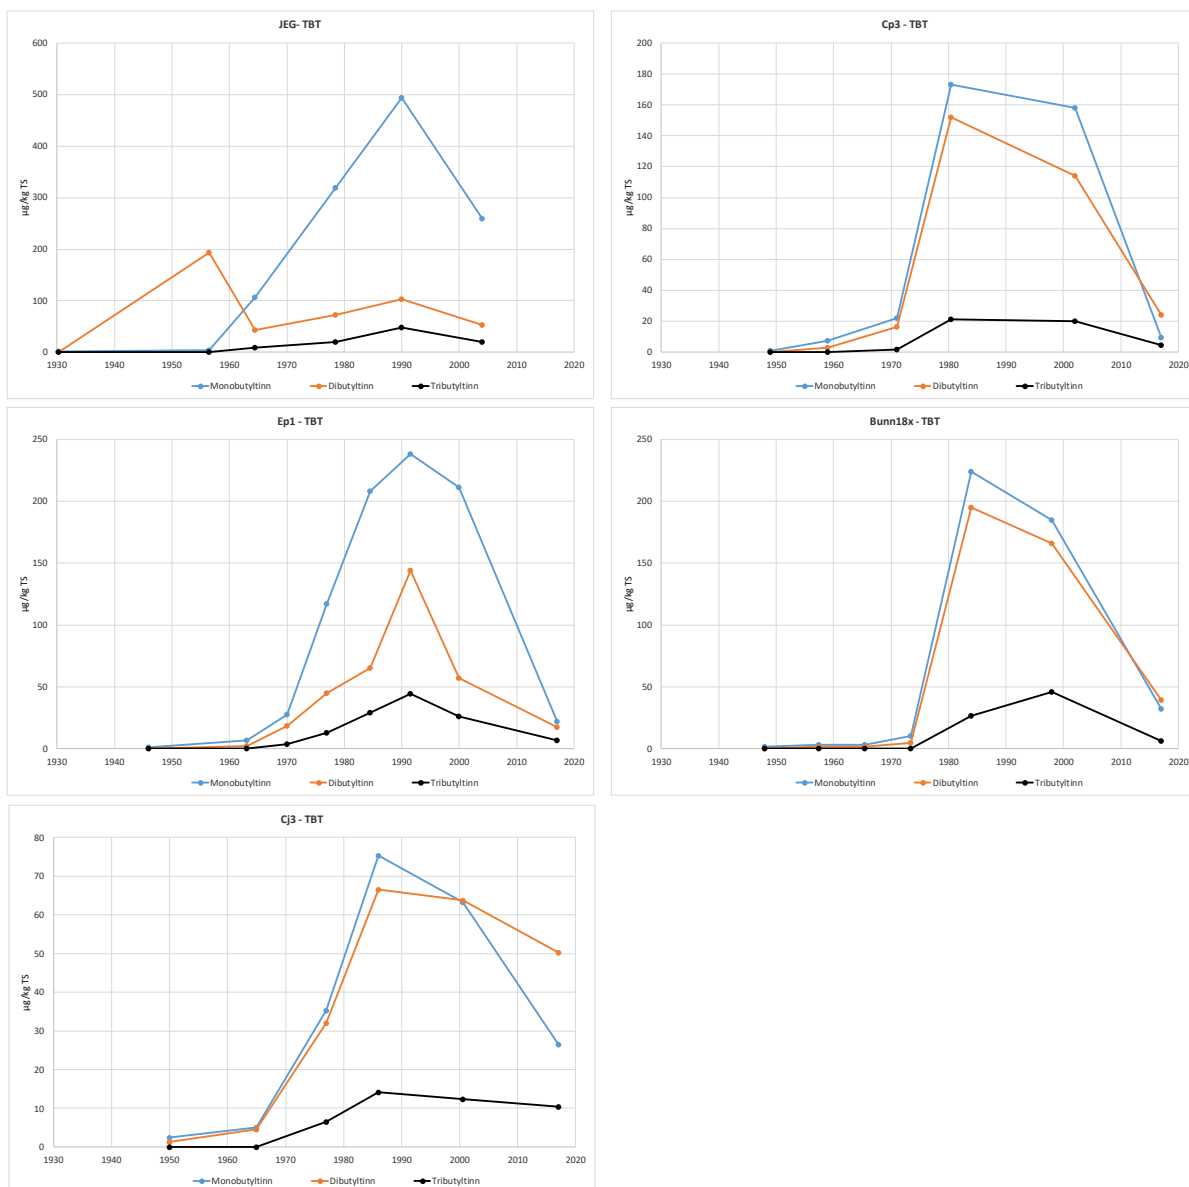 JEG- TBT
600
500
400
300
200
100
0
µg/kg TS
1930 1940 1950 1960 1970 1980 1990 2000 2010 2020
Monobutyltinn Dibutyltinn Tributyltinn
Cp3 - TBT
200
180
160
140
120
100
80
60
40
20
0
µg/kg TS
1930 1940 1950 1960 1970 1980 1990 2000 2010 2020
Monobutyltinn Dibutyltinn Tributyltinn
Ep1 - TBT
250
200
150
100
50
0
µg/kg TS
1930 1940 1950 1960 1970 1980 1990 2000 2010 2020
Monobutyltinn Dibutyltinn Tributyltinn
Bunn18x - TBT
250
200
150
100
50
0
µg/kg TS
1930 1940 1950 1960 1970 1980 1990 2000 2010 2020
Monobutyltinn Dibutyltinn Tributyltinn
Cj3 - TBT
80
70
60
50
40
30
20
10
0
µg/kg TS
1930 1940 1950 1960 1970 1980 1990 2000 2010 2020
Monobutyltinn Dibutyltinn Tributyltinn